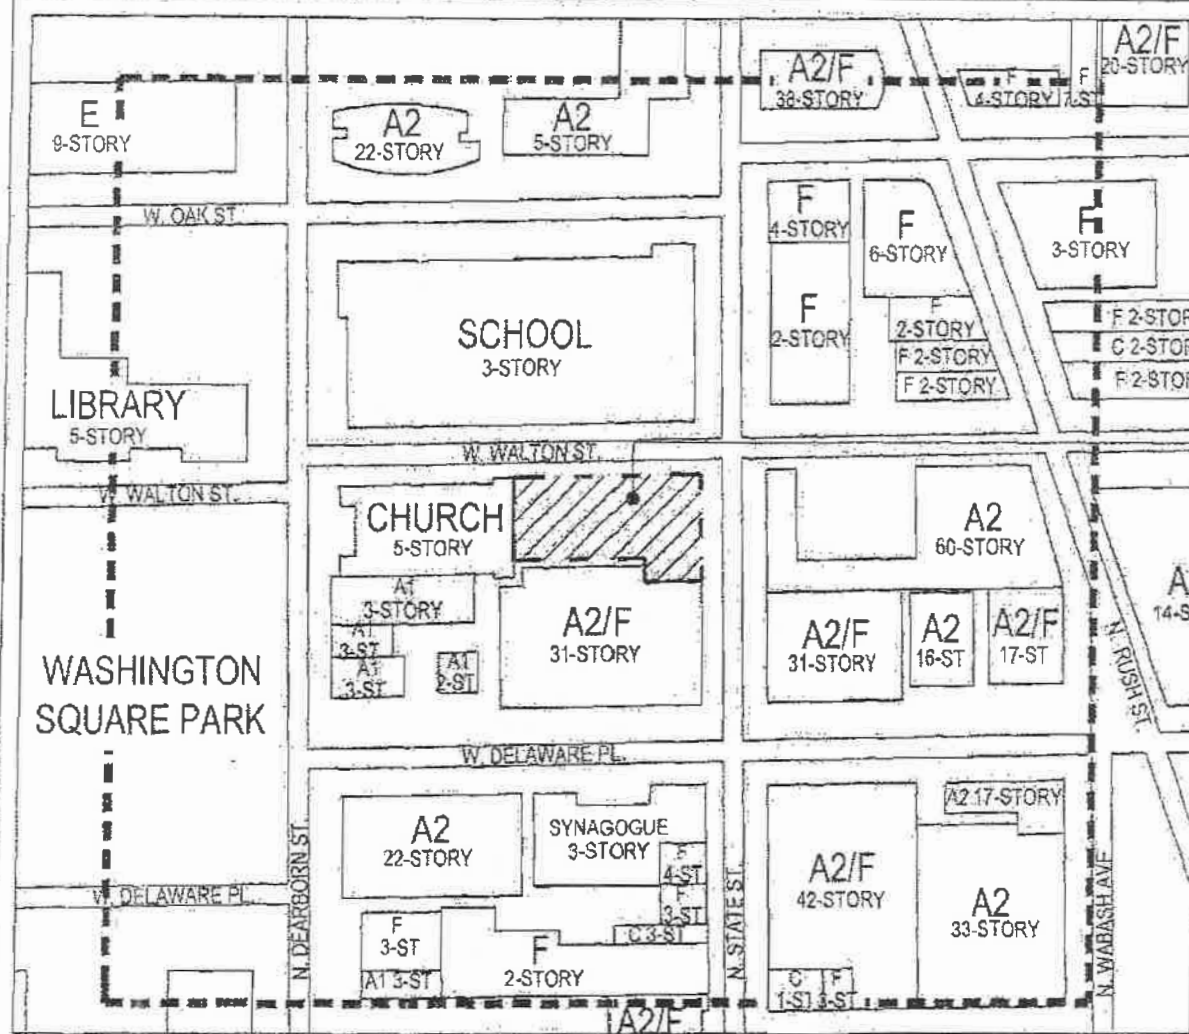 A2/F
20-STORY
A2/F
38-STORY
F
4-STORY
F
7-ST
E
9-STORY
A2
22-STORY
A2
5-STORY
W. OAK ST.
F
4-STORY
F
6-STORY
F
3-STORY
SCHOOL
3-STORY
F
2-STORY
F
2-STORY
F 2-STORY
F 2-STORY
F 2-STOR
C 2-STOR
F 2-STOR
LIBRARY
5-STORY
W. WALTON ST.
W. WALTON ST.
CHURCH
5-STORY
A2
60-STORY
A1
3-STORY
A1
3-ST
A1
3-ST
A1
2-ST
A2/F
31-STORY
A2/F
31-STORY
A2
16-ST
A2/F
17-ST
A
14-S
N. RUSH ST.
WASHINGTON
SQUARE PARK
W. DELAWARE PL.
A2 17-STORY
A2
22-STORY
SYNAGOGUE
3-STORY
4-ST
F
3-ST
C 3-ST
A2/F
42-STORY
A2
33-STORY
W. DELAWARE PL.
N. DEARBORN ST.
N. STATE ST.
N. WABASH AVE
F
3-ST
A1 3-ST
F
2-STORY
C
1-ST
F
3-ST
A2/F